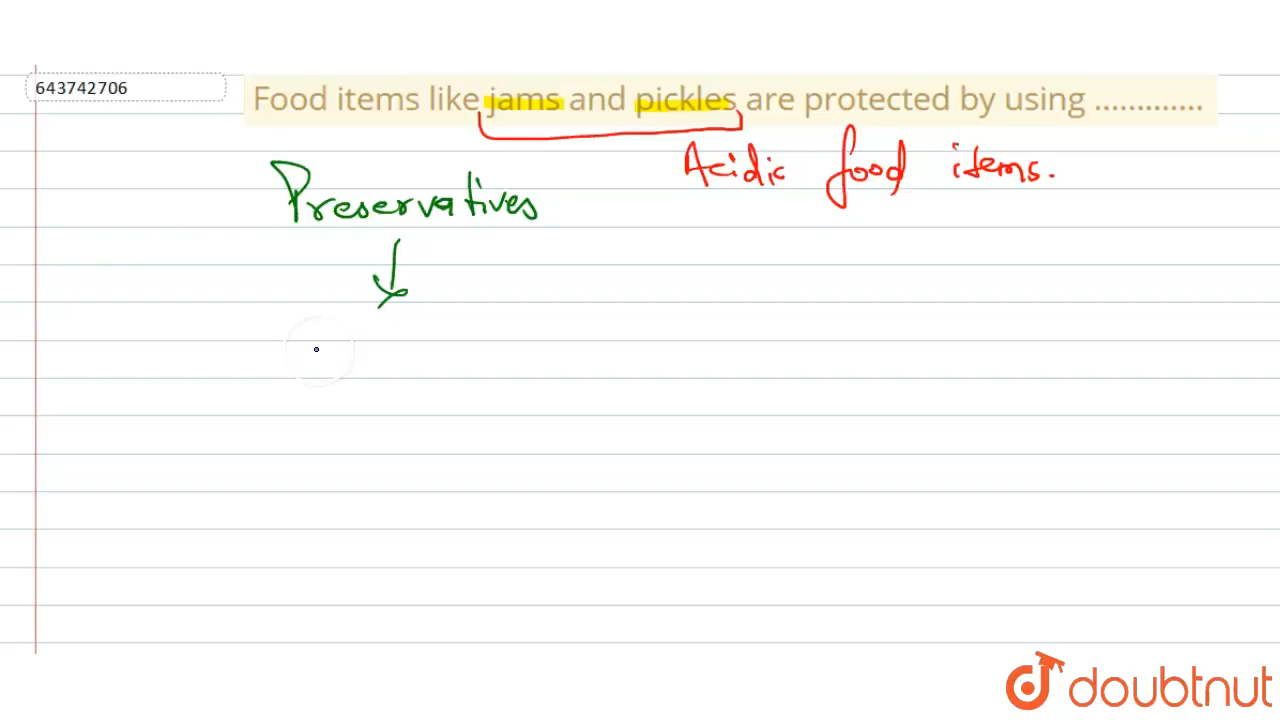 643742706
Food items like jams and pickles are protected by using .............
Acidic food items.
Preservatives
doubtnut